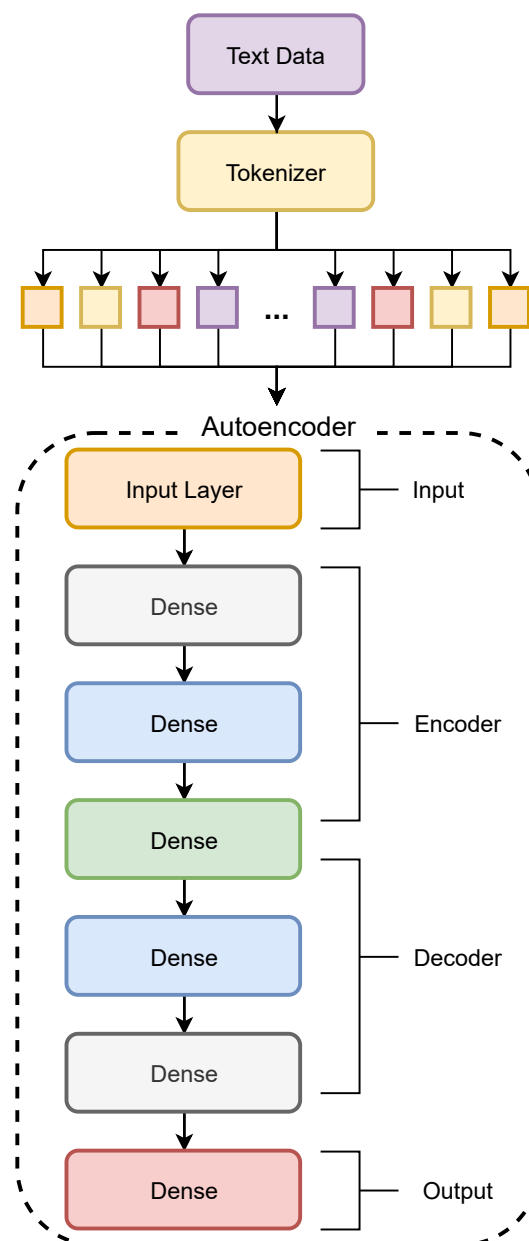 Text Data
Tokenizer
...
Autoencoder
Input Layer
Input
Dense
Dense
Encoder
Dense
Dense
Decoder
Dense
Dense
Output